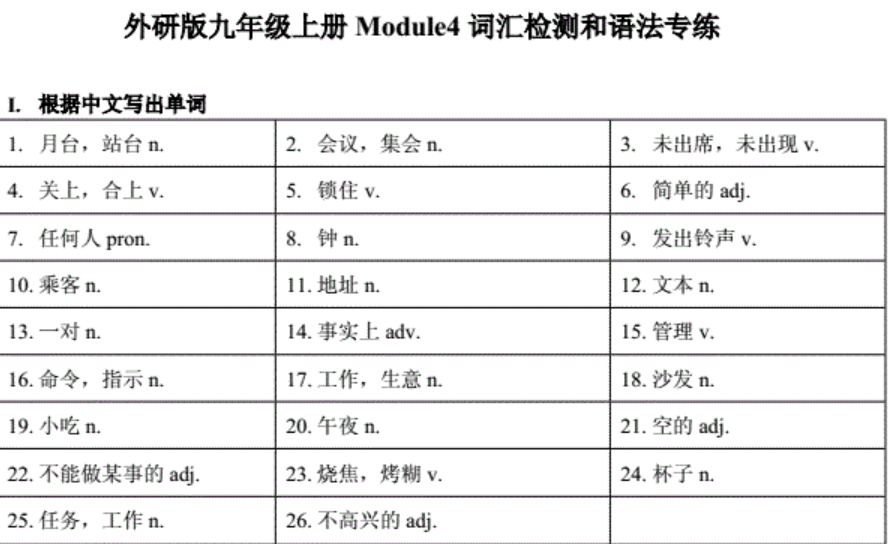 外研版九年级上册 Module4 词汇检测和语法专练
I. 根据中文写出单词
1. 月台，站台 n. 2. 会议，集会 n. 3. 未出席，未出现 v.
4. 关上，合上 v. 5. 锁住 v. 6. 简单的 adj.
7. 任何人 pron. 8. 钟 n. 9. 发出铃声 v.
10. 乘客 n. 11. 地址 n. 12. 文本 n.
13. 一对 n. 14. 事实上 adv. 15. 管理 v.
16. 命令，指示 n. 17. 工作，生意 n. 18. 沙发 n.
19. 小吃 n. 20. 午夜 n. 21. 空的 adj.
22. 不能做某事的 adj. 23. 烧焦，烤糊 v. 24. 杯子 n.
25. 任务，工作 n. 26. 不高兴的 adj.